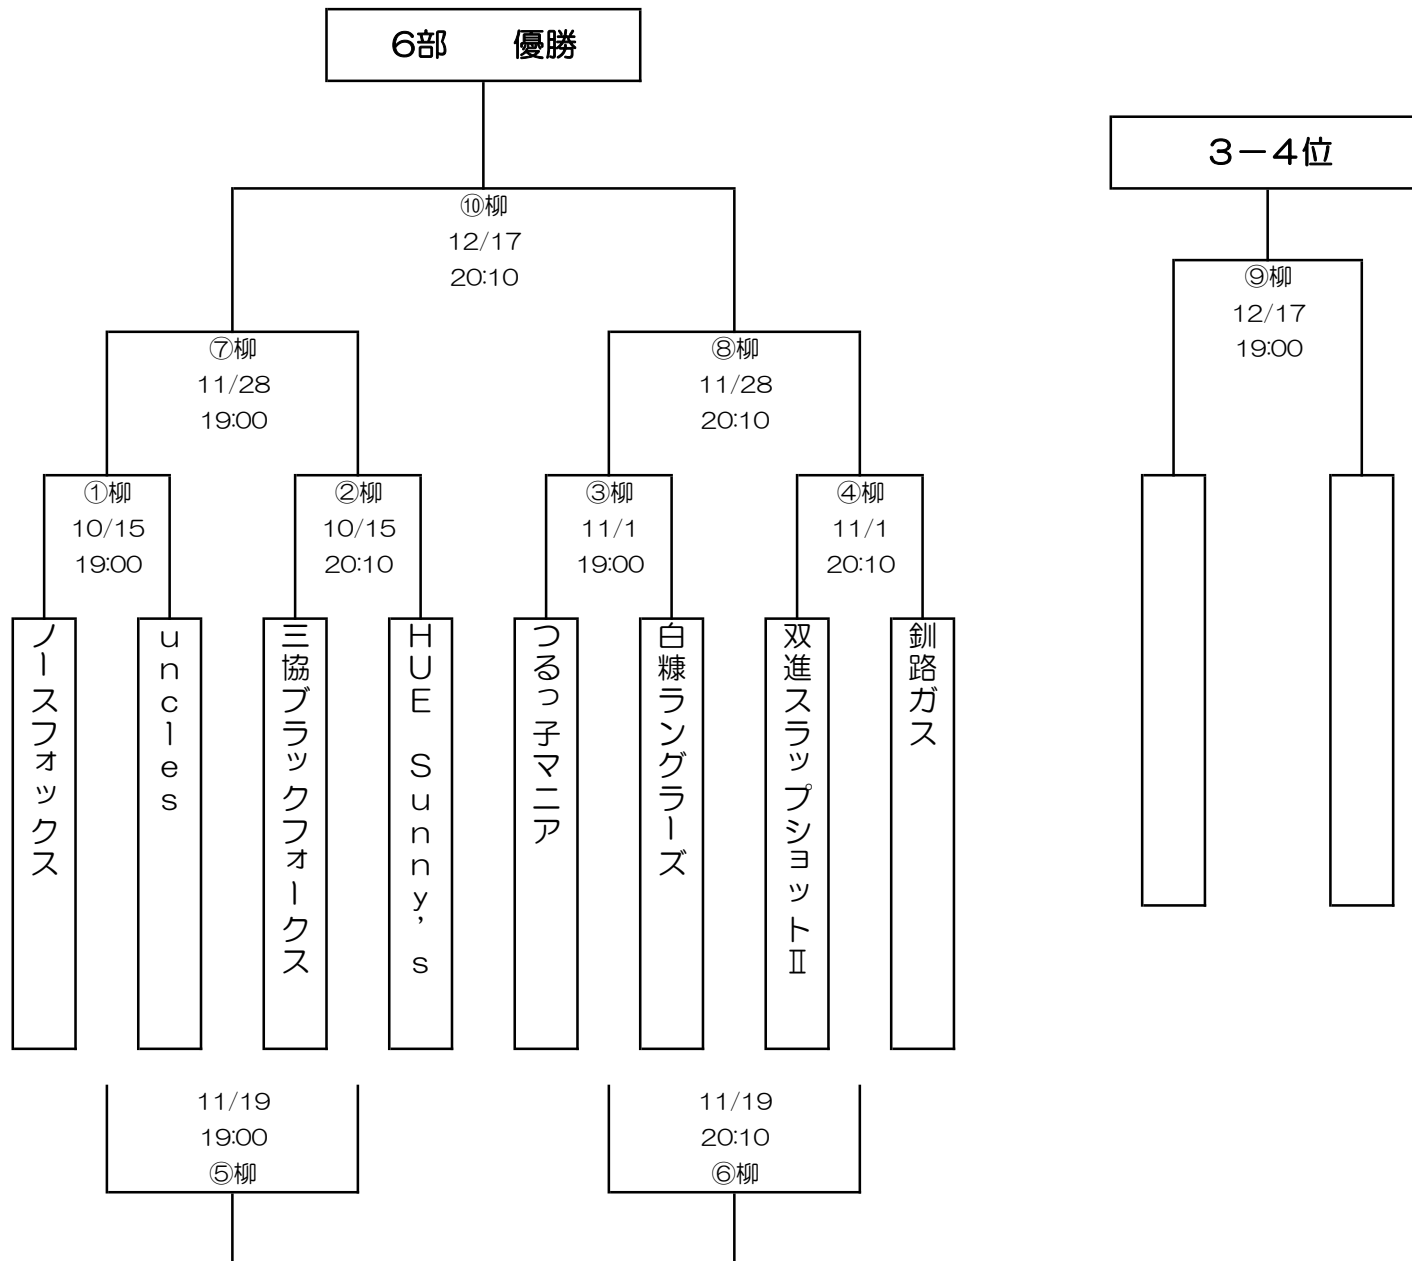 6部　優勝
3－4位
⑩柳
12/17
20:10
⑨柳
12/17
19:00
⑦柳
11/28
19:00
⑧柳
11/28
20:10
①柳
10/15
19:00
②柳
10/15
20:10
③柳
11/1
19:00
④柳
11/1
20:10
ノースフォックス
uncles
三協ブラックフォークス
HUE Sunny's
つるっ子マニア
白糠ラングラーズ
双進スラップショットⅡ
釧路ガス
11/19
19:00
⑤柳
11/19
20:10
⑥柳